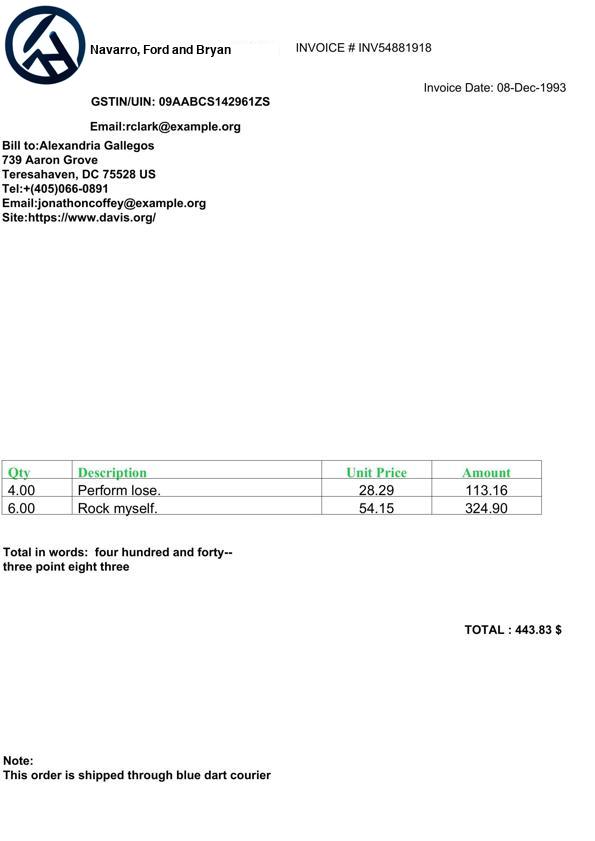 Navarro, Ford and Bryan
INVOICE # INV54881918
Invoice Date: 08-Dec-1993
GSTIN/UIN: 09AABCS142961ZS
Email:rclark@example.org
Bill to:Alexandria Gallegos
739 Aaron Grove
Teresahaven, DC 75528 US
Tel:+(405)066-0891
Email:jonathoncoffey@example.org
Site:https://www.davis.org/
Qty Description Unit Price Amount
4.00 Perform lose. 28.29 113.16
6.00 Rock myself. 54.15 324.90
Total in words:  four hundred and forty--
three point eight three
TOTAL : 443.83 $
Note:
This order is shipped through blue dart courier